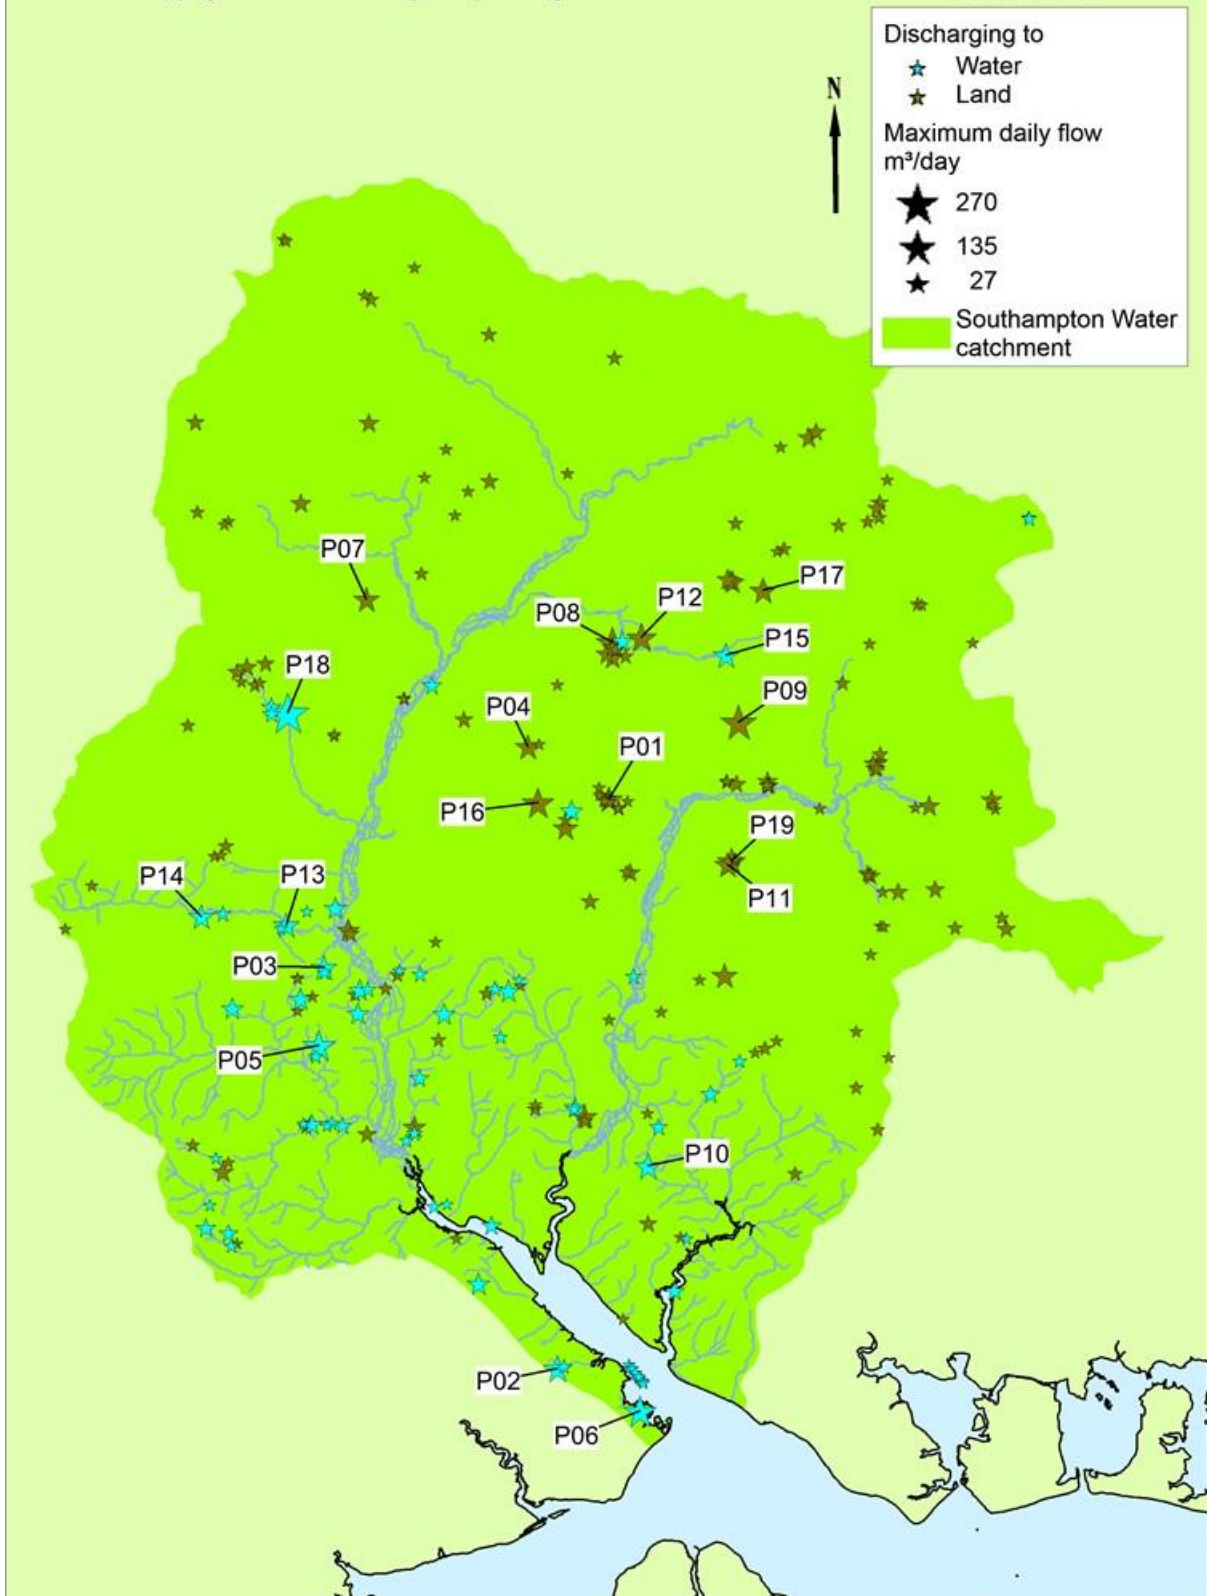 Discharging to
Water
Land
N
Maximum daily flow
m³/day
270
135
27
Southampton Water
catchment
P07
P17
P12
P08
P15
P18
P09
P04
P01
P16
P19
P14
P13
P11
P03
P05
P10
P02
P06